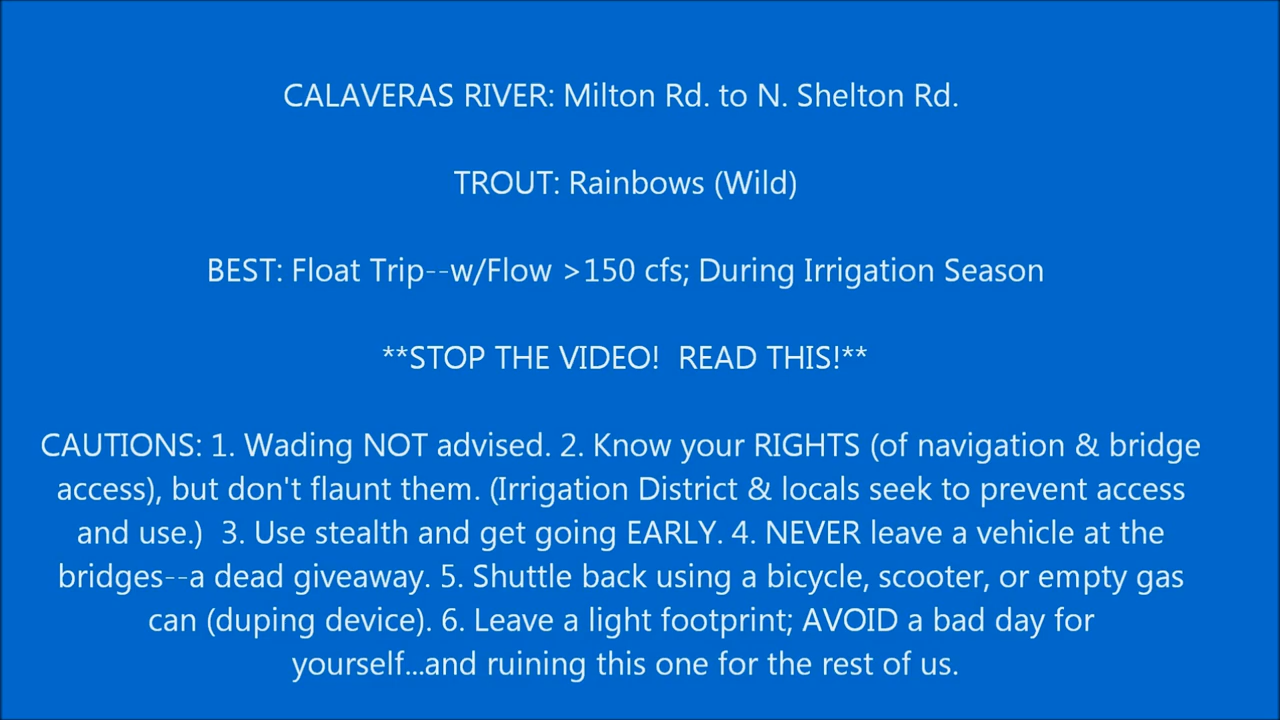 CALAVERAS RIVER: Milton Rd. to N. Shelton Rd.
TROUT: Rainbows (Wild)
BEST: Float Trip--w/Flow >150 cfs; During Irrigation Season
**STOP THE VIDEO!  READ THIS!**
CAUTIONS: 1. Wading NOT advised. 2. Know your RIGHTS (of navigation & bridge
access), but don't flaunt them. (Irrigation District & locals seek to prevent access
and use.)  3. Use stealth and get going EARLY. 4. NEVER leave a vehicle at the
bridges--a dead giveaway. 5. Shuttle back using a bicycle, scooter, or empty gas
can (duping device). 6. Leave a light footprint; AVOID a bad day for
yourself...and ruining this one for the rest of us.